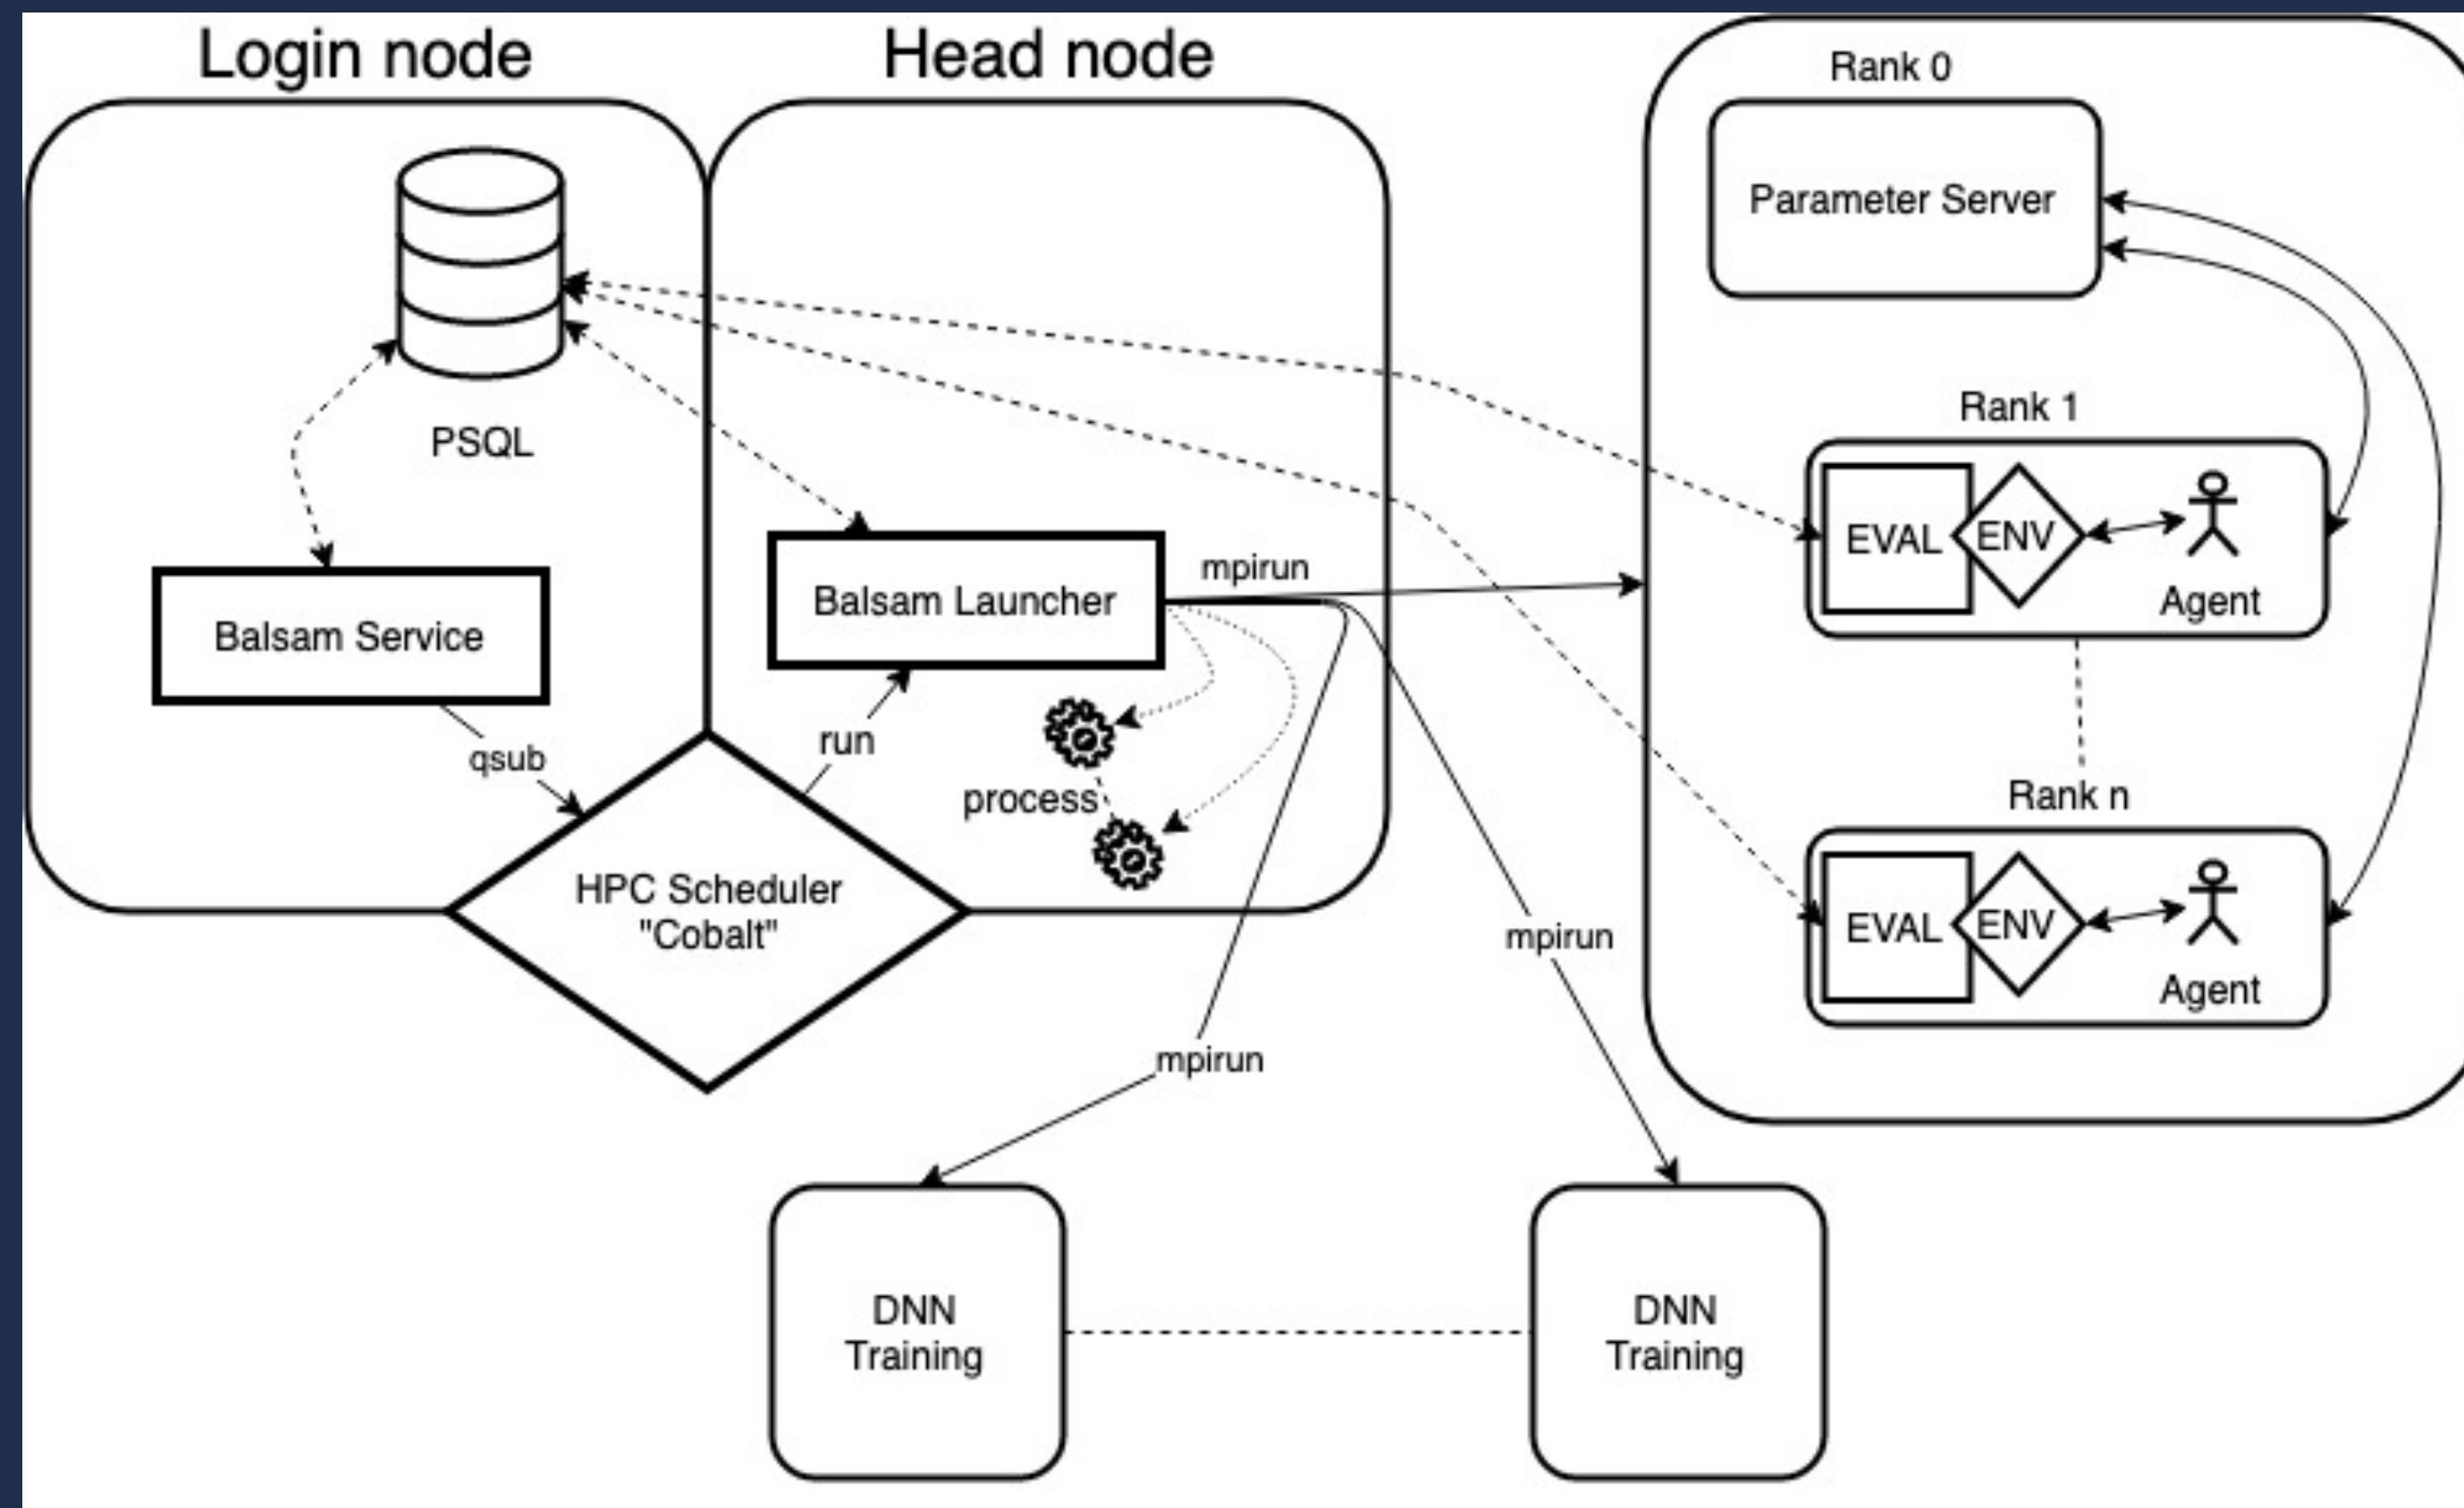 Login node
Head node
Rank 0
Parameter Server
PSQL
Rank 1
EVAL
ENV
Agent
mpirun
Balsam Launcher
Balsam Service
qsub
run
process
Rank n
EVAL
ENV
Agent
HPC Scheduler
"Cobalt"
mpirun
mpirun
DNN
Training
DNN
Training